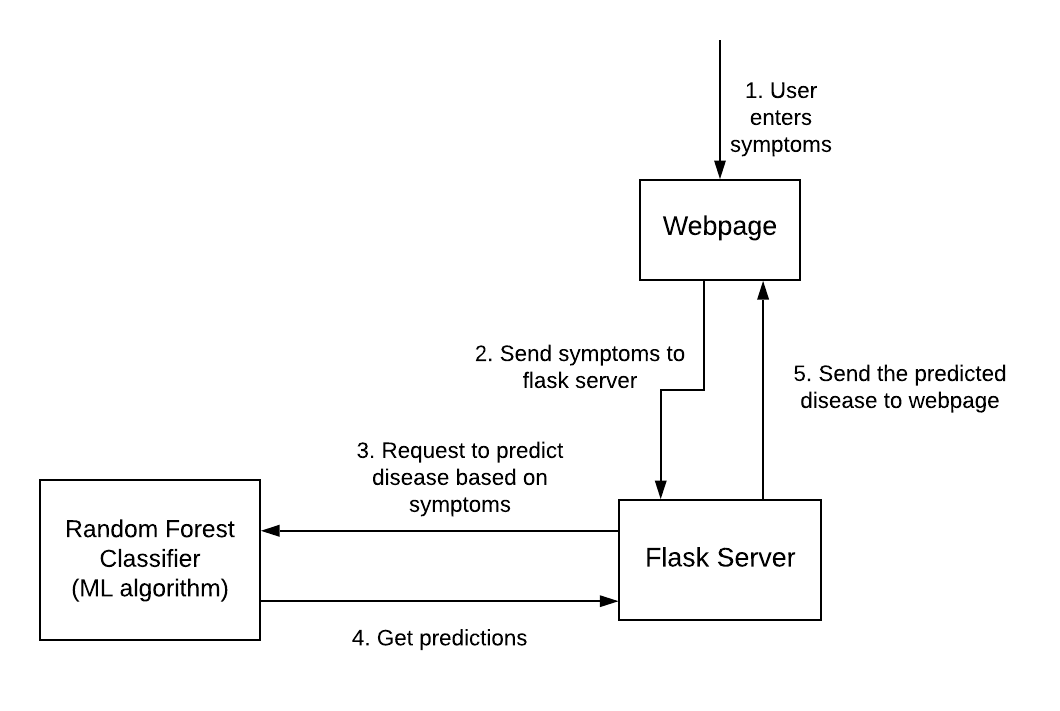 1. User
enters
symptoms
Webpage
2. Send symptoms to
flask server
5. Send the predicted
disease to webpage
3. Request to predict
disease based on
symptoms
Random Forest
Classifier
(ML algorithm)
Flask Server
4. Get predictions